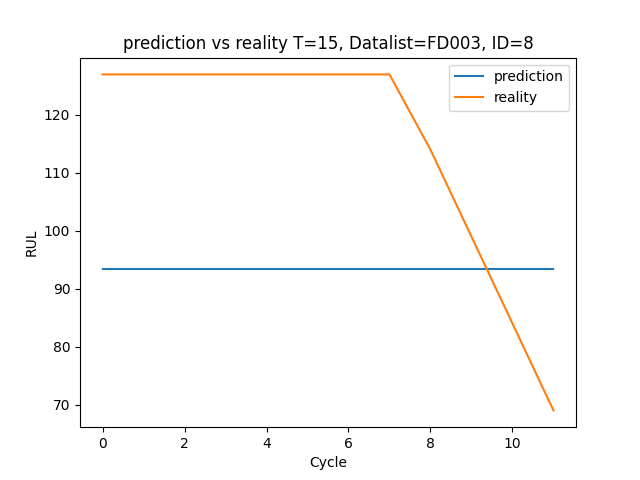 prediction vs reality T=15, Datalist=FD003, ID=8
prediction
reality
RUL
120
110
100
90
80
70
0
2
4
6
8
10
Cycle